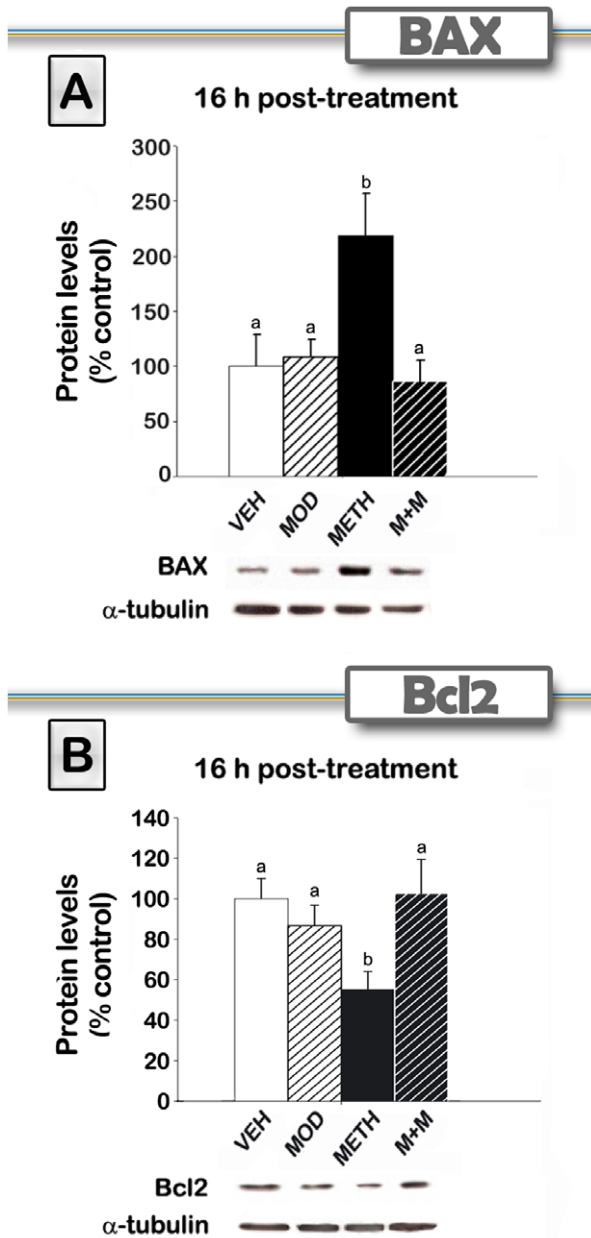 BAX
A
16 h post-treatment
Protein levels
(% control)
300
250
200
150
100
50
0
a
a
b
a
VEH
MOD
METH
M+M
BAX
α-tubulin
Bcl2
B
16 h post-treatment
Protein levels
(% control)
140
120
100
80
60
40
20
0
a
a
b
a
VEH
MOD
METH
M+M
Bcl2
α-tubulin